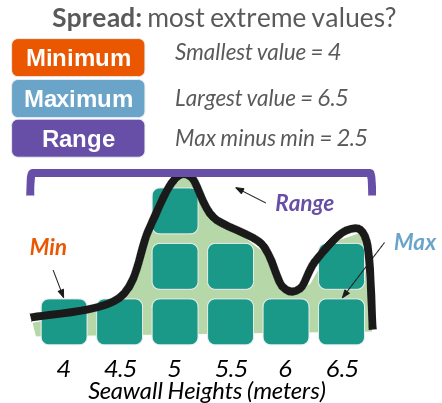 Spread: most extreme values?
Minimum Smallest value = 4
Maximum Largest value = 6.5
Range Max minus min = 2.5
Range
Min
Max
4 4.5 5 5.5 6 6.5
Seawall Heights (meters)